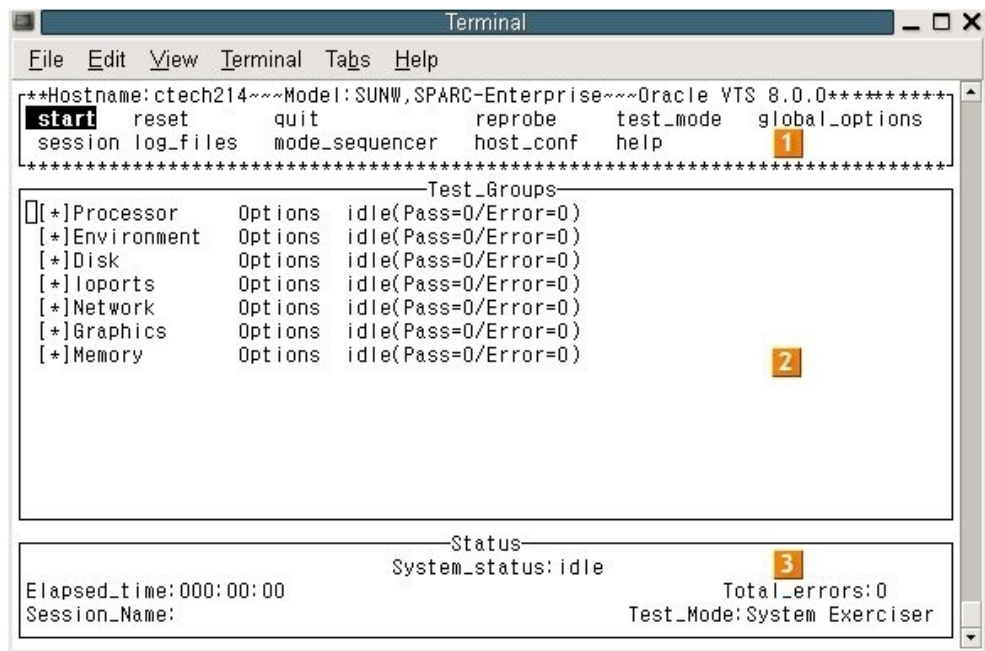 Terminal
File Edit View Terminal Tabs Help
**Hostname:ctech214~~~Model:SUNW,SPARC-Enterprise~~~Oracle VTS 8.0.0**********
start reset quit reprobe test_mode global_options
session log_files mode_sequencer host_conf help 1
Test_Groups
[*]Processor Options idle(Pass=0/Error=0)
[*]Environment Options idle(Pass=0/Error=0)
[*]Disk Options idle(Pass=0/Error=0)
[*]Ioports Options idle(Pass=0/Error=0)
[*]Network Options idle(Pass=0/Error=0)
[*]Graphics Options idle(Pass=0/Error=0)
[*]Memory Options idle(Pass=0/Error=0)
2
Status
System_status:idle 3
Elapsed_time:000:00:00 Total_errors:0
Session_Name: Test_Mode:System Exerciser